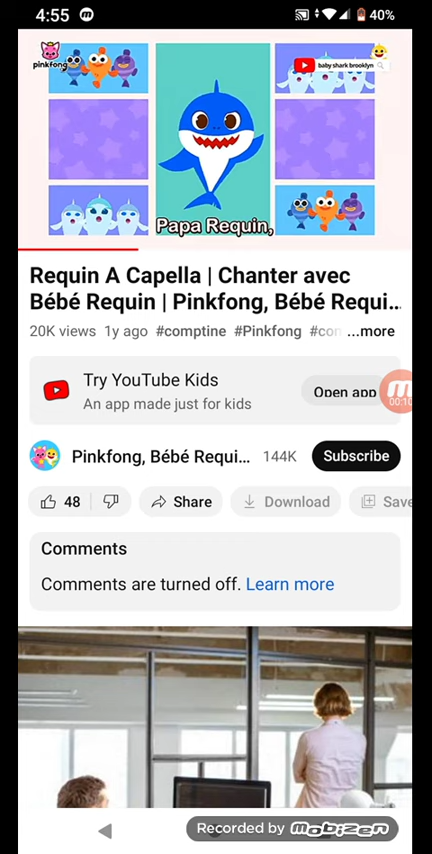 4:55
40%
pinkfong
baby shark brooklyn
Papa Requin,
Requin A Capella | Chanter avec
Bébé Requin | Pinkfong, Bébé Requi...
20K views 1y ago #comptine #Pinkfong #con ...more
Try YouTube Kids
An app made just for kids
Open app
00:10
Pinkfong, Bébé Requi... 144K Subscribe
48 Share Download Save
Comments
Comments are turned off. Learn more
Recorded by mobizen